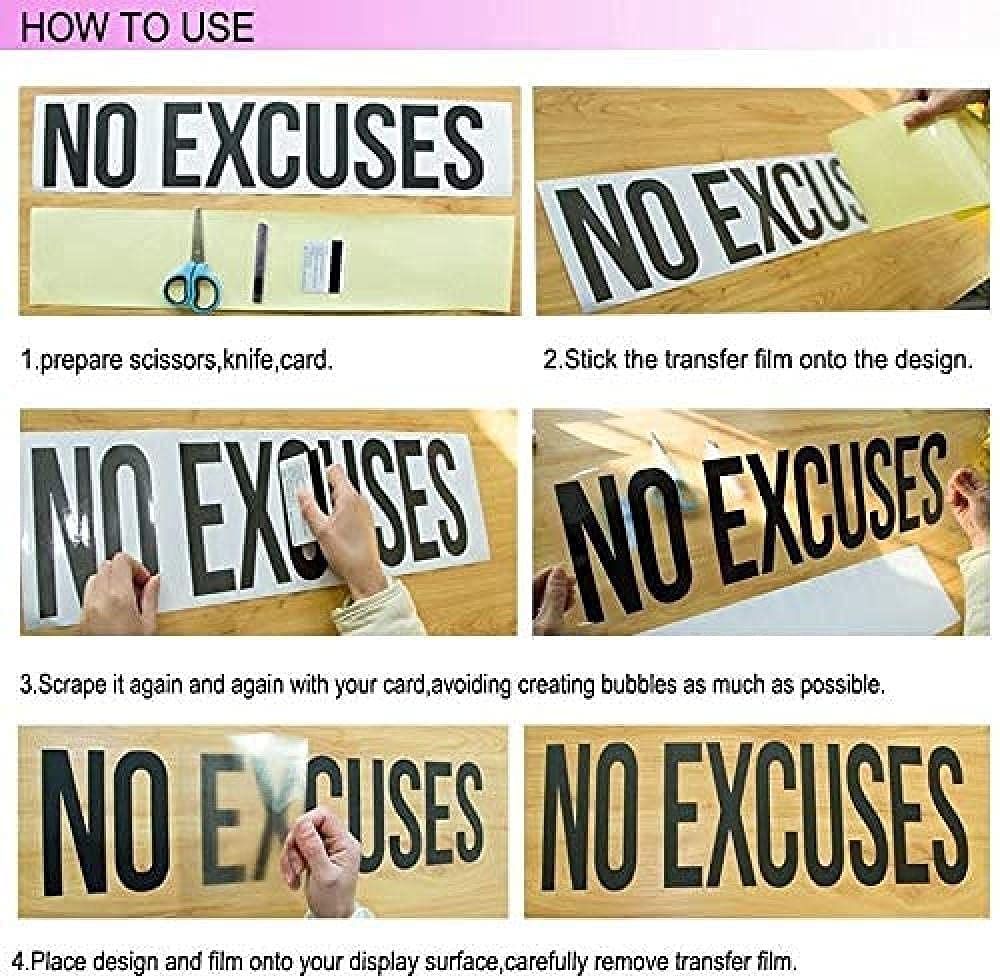 HOW TO USE
NO EXCUSES
NO EXCUS
1.prepare scissors,knife,card.
2.Stick the transfer film onto the design.
NO EXCUSES
NO EXCUSES
3.Scrape it again and again with your card,avoiding creating bubbles as much as possible.
NO EXCUSES
NO EXCUSES
4.Place design and film onto your display surface,carefully remove transfer film.